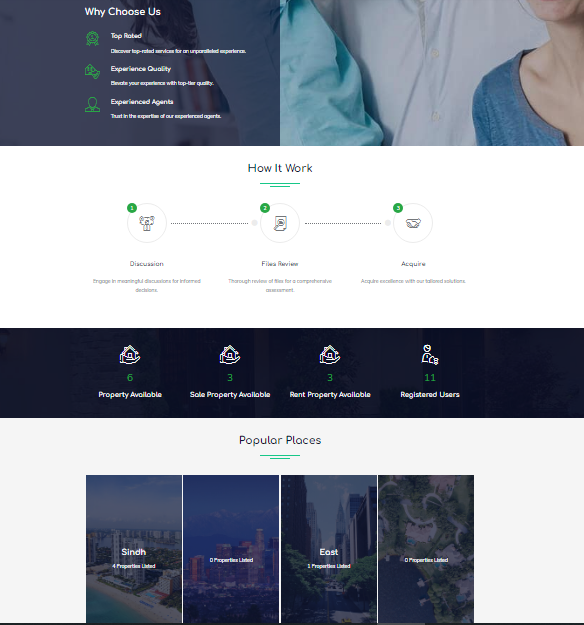 Why Choose Us
Top Rated
Discover top-rated services for an unparalleled experience.
Experience Quality
Elevate your experience with top-tier quality.
Experienced Agents
Trust in the expertise of our experienced agents.
How It Work
1
2
3
Discussion
Files Review
Acquire
Engage in meaningful discussions for informed
decisions.
Thorough review of files for a comprehensive
assessment.
Acquire excellence with our tailored solutions.
6
3
3
11
Property Available
Sale Property Available
Rent Property Available
Registered Users
Popular Places
Sindh
4 Properties Listed
0 Properties Listed
East
1 Properties Listed
0 Properties Listed